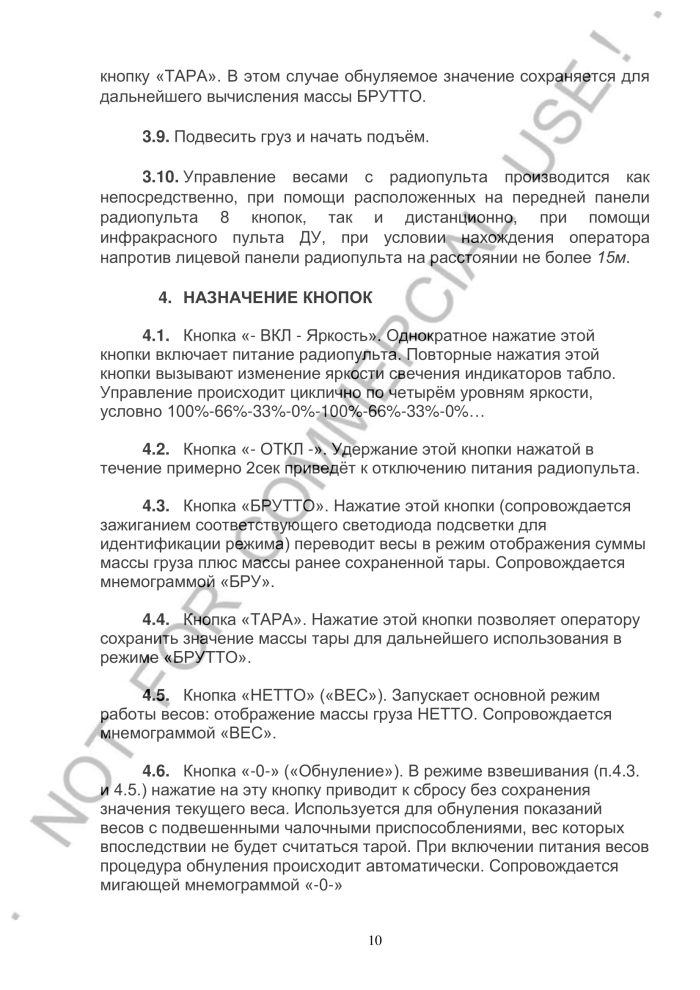 кнопку «ТАРА». В этом случае обнуляемое значение сохраняется для
дальнейшего вычисления массы БРУТТО.
3.9. Подвесить груз и начать подъём.
3.10. Управление весами с радиопульта производится как
непосредственно, при помощи расположенных на передней панели
радиопульта 8 кнопок, так и дистанционно, при помощи
инфракрасного пульта ДУ, при условии нахождения оператора
напротив лицевой панели радиопульта на расстоянии не более 15м.
4. НАЗНАЧЕНИЕ КНОПОК
4.1. Кнопка «- ВКЛ - Яркость». Однократное нажатие этой
кнопки включает питание радиопульта. Повторные нажатия этой
кнопки вызывают изменение яркости свечения индикаторов табло.
Управление происходит циклично по четырём уровням яркости,
условно 100%-66%-33%-0%-100%-66%-33%-0%…
4.2. Кнопка «- ОТКЛ -». Удержание этой кнопки нажатой в
течение примерно 2сек приведёт к отключению питания радиопульта.
4.3. Кнопка «БРУТТО». Нажатие этой кнопки (сопровождается
зажиганием соответствующего светодиода подсветки для
идентификации режима) переводит весы в режим отображения суммы
массы груза плюс массы ранее сохраненной тары. Сопровождается
мнемограммой «БРУ».
4.4. Кнопка «ТАРА». Нажатие этой кнопки позволяет оператору
сохранить значение массы тары для дальнейшего использования в
режиме «БРУТТО».
4.5. Кнопка «НЕТТО» («ВЕС»). Запускает основной режим
работы весов: отображение массы груза НЕТТО. Сопровождается
мнемограммой «ВЕС».
4.6. Кнопка «-0-» («Обнуление»). В режиме взвешивания (п.4.3.
и 4.5.) нажатие на эту кнопку приводит к сбросу без сохранения
значения текущего веса. Используется для обнуления показаний
весов с подвешенными чалочными приспособлениями, вес которых
впоследствии не будет считаться тарой. При включении питания весов
процедура обнуления происходит автоматически. Сопровождается
мигающей мнемограммой «-0-»
10
. NOT FOR COMMERCIAL USE ! .